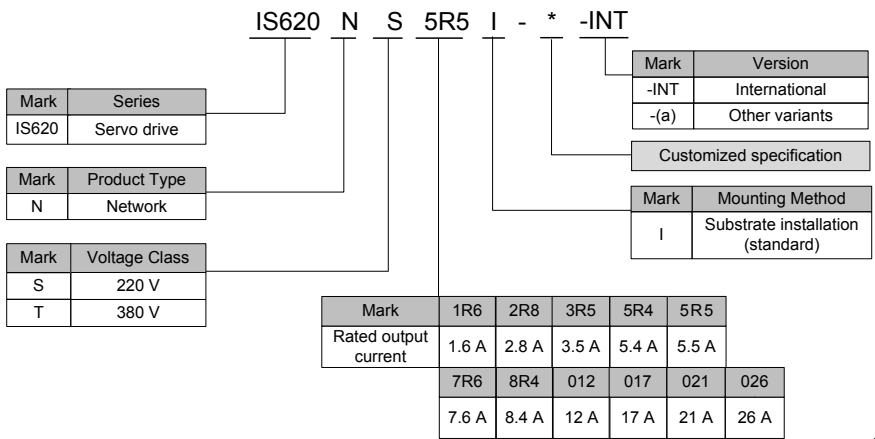 IS620 N S 5R5 I - * -INT
Mark Series
IS620 Servo drive
Mark Product Type
N Network
Mark Voltage Class
S 220 V
T 380 V
Mark Version
-INT International
-(a) Other variants
Customized specification
Mark Mounting Method
I Substrate installation
(standard)
Mark 1R6 2R8 3R5 5R4 5R5
Rated output
current 1.6 A 2.8 A 3.5 A 5.4 A 5.5 A
7R6 8R4 012 017 021 026
7.6 A 8.4 A 12 A 17 A 21 A 26 A